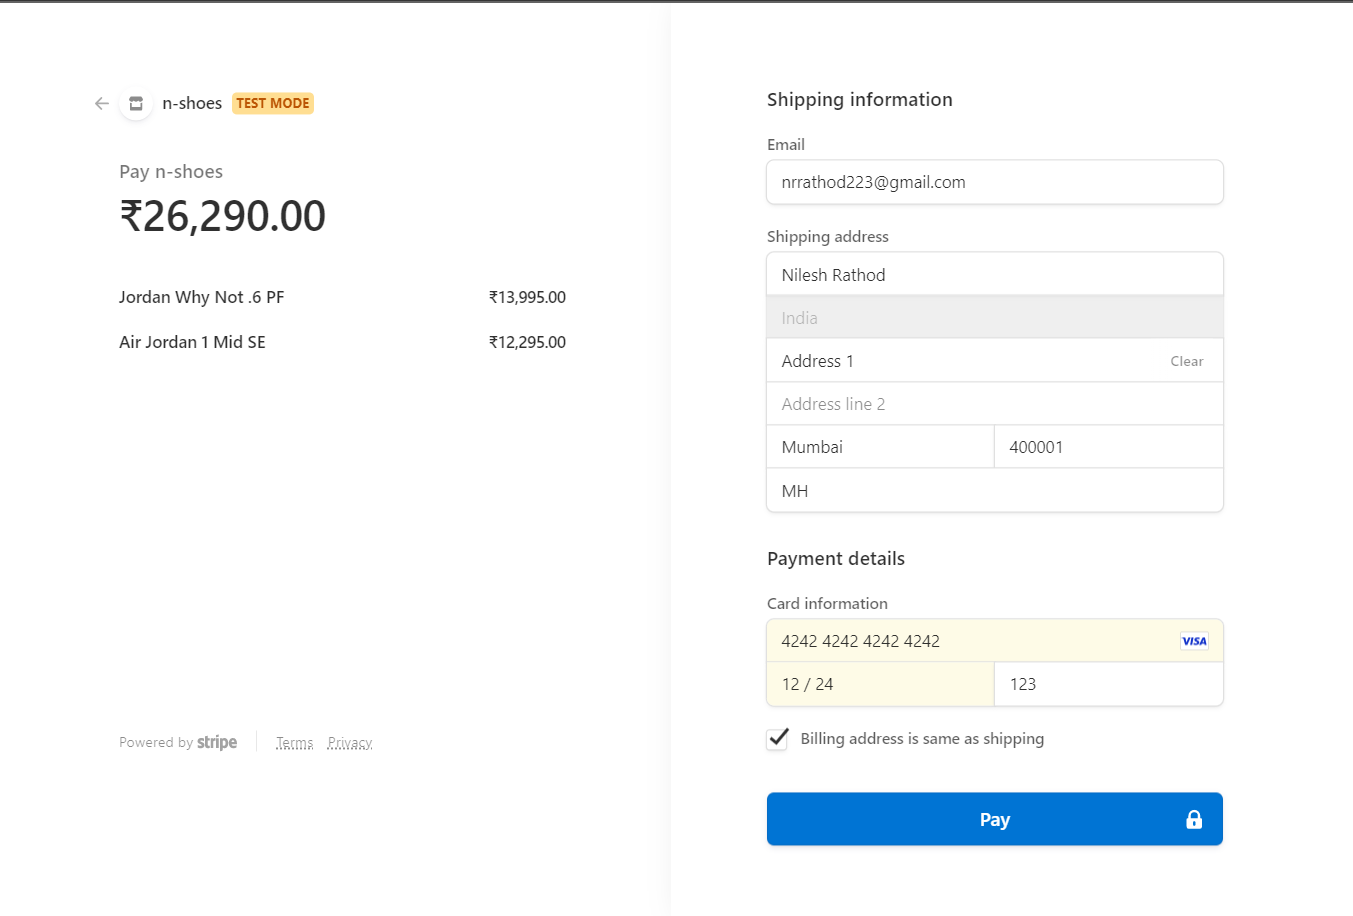 n-shoes TEST MODE
Pay n-shoes
₹26,290.00
Jordan Why Not .6 PF ₹13,995.00
Air Jordan 1 Mid SE ₹12,295.00
Powered by stripe Terms Privacy
Shipping information
Email
nrrathod223@gmail.com
Shipping address
Nilesh Rathod
India
Address 1 Clear
Address line 2
Mumbai 400001
MH
Payment details
Card information
4242 4242 4242 4242 VISA
12 / 24 123
Billing address is same as shipping
Pay